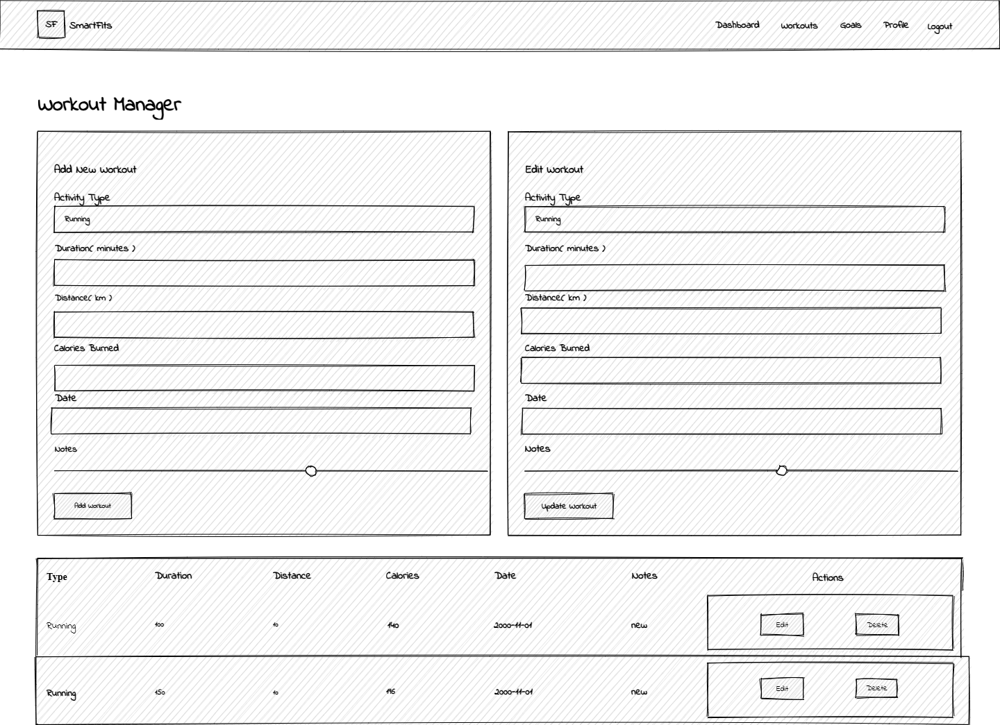 SF SmartFits Dashboard Workouts Goals Profile Logout
Workout Manager
Add New Workout
Activity Type
Running
Duration( minutes )
Distance( km )
Calories Burned
Date
Notes
Add Workout
Edit Workout
Activity Type
Running
Duration( minutes )
Distance( km )
Calories Burned
Date
Notes
Update Workout
Type Duration Distance Calories Date Notes Actions
Running 100 10 140 2000-11-01 new Edit Delete
Running 150 10 196 2000-11-01 new Edit Delete